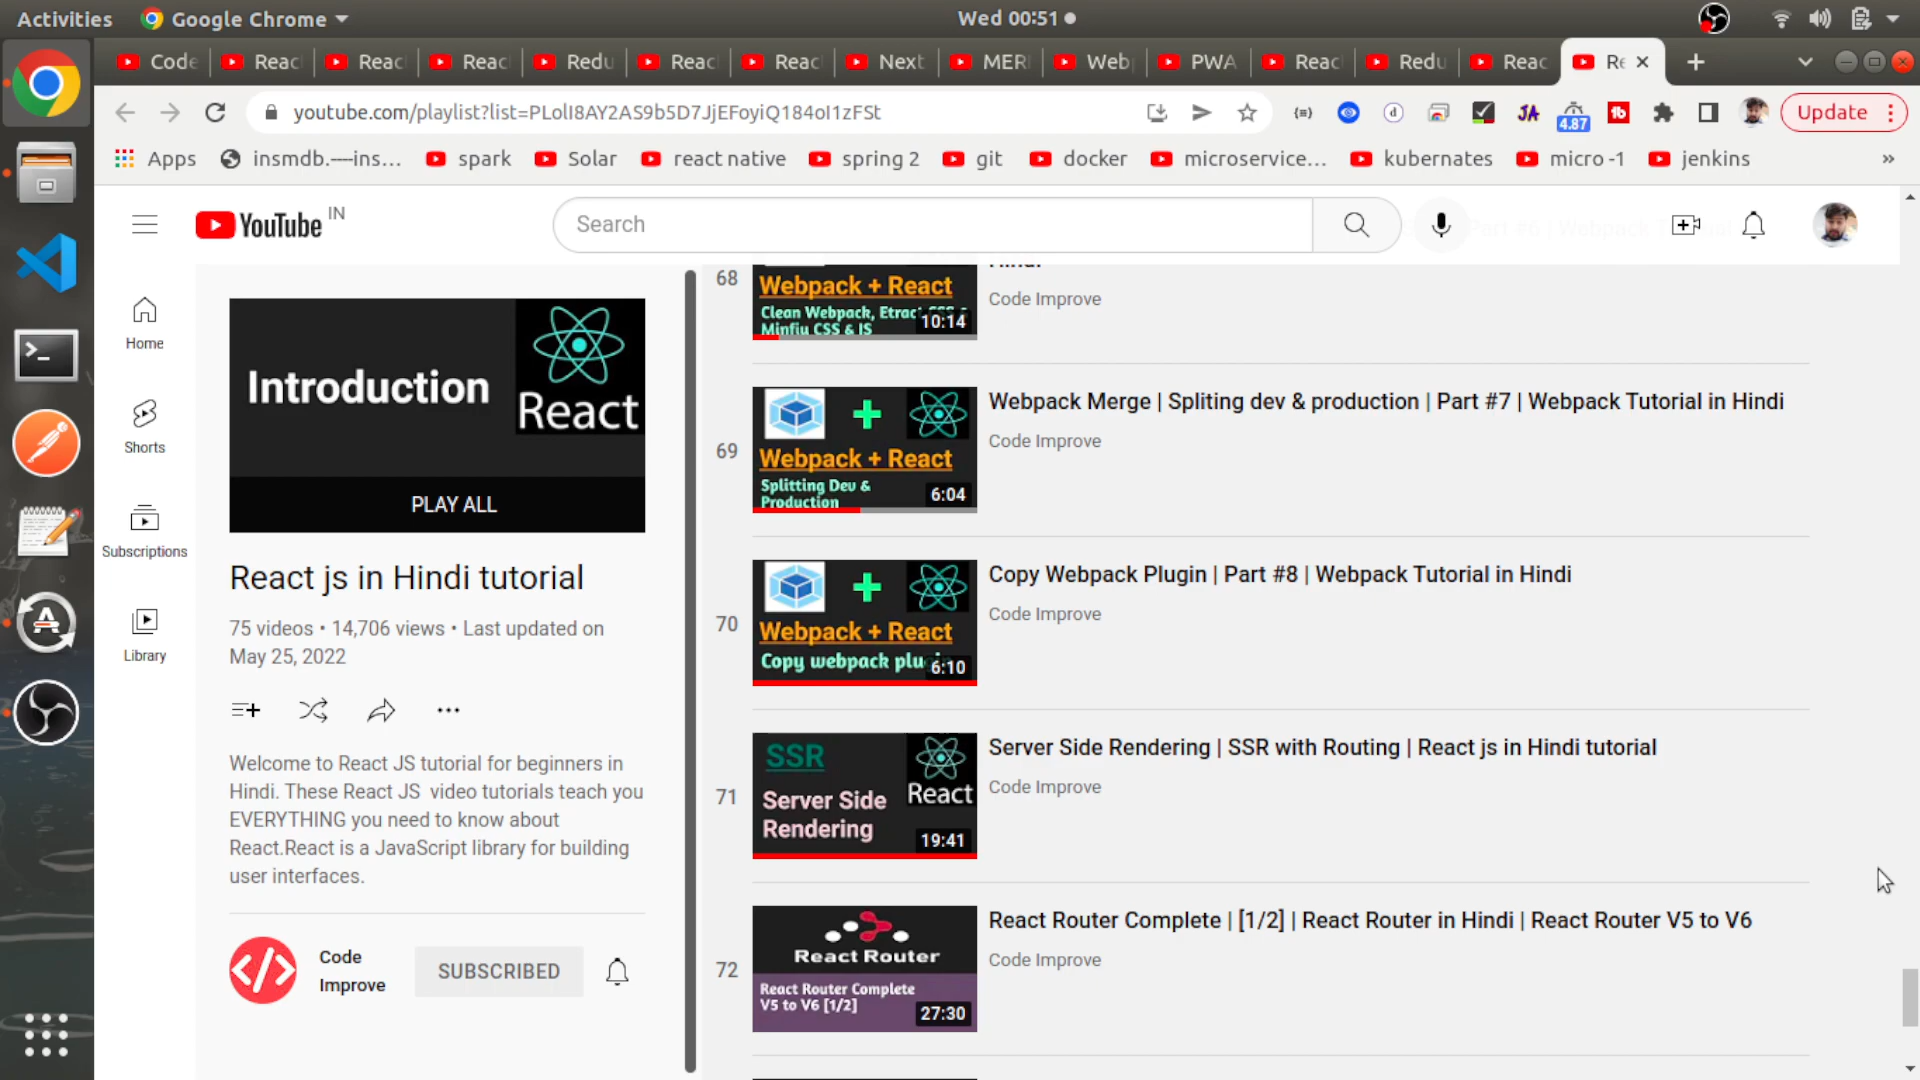 Activities
Google Chrome
Wed 00:51
Code
Reac
Reac
Reac
Redu
Reac
Reac
Next
MER
Web
PWA
Reac
Redu
Reac
Re
youtube.com/playlist?list=PLolI8AY2AS9b5D7JjEFoyiQ184oI1zFSt
JA
4.87
Update
Apps
insmdb.—ins...
spark
Solar
react native
spring 2
git
docker
microservice...
kubernates
micro -1
jenkins
YouTube IN
Search
Home
Shorts
Subscriptions
Library
Introduction
React
PLAY ALL
React js in Hindi tutorial
75 videos • 14,706 views • Last updated on
May 25, 2022
Welcome to React JS tutorial for beginners in
Hindi. These React JS video tutorials teach you
EVERYTHING you need to know about
React.React is a JavaScript library for building
user interfaces.
Code
Improve
SUBSCRIBED
68
Webpack + React
Clean Webpack,
Minfiy CSS & JS
10:14
Code Improve
69
Webpack + React
Splitting Dev &
Production
6:04
Webpack Merge | Spliting dev & production | Part #7 | Webpack Tutorial in Hindi
Code Improve
70
Webpack + React
Copy webpack
6:10
Copy Webpack Plugin | Part #8 | Webpack Tutorial in Hindi
Code Improve
71
SSR
Server Side
Rendering
React
19:41
Server Side Rendering | SSR with Routing | React js in Hindi tutorial
Code Improve
72
React Router
React Router Complete
V5 to V6 [1/2]
27:30
React Router Complete | [1/2] | React Router in Hindi | React Router V5 to V6
Code Improve